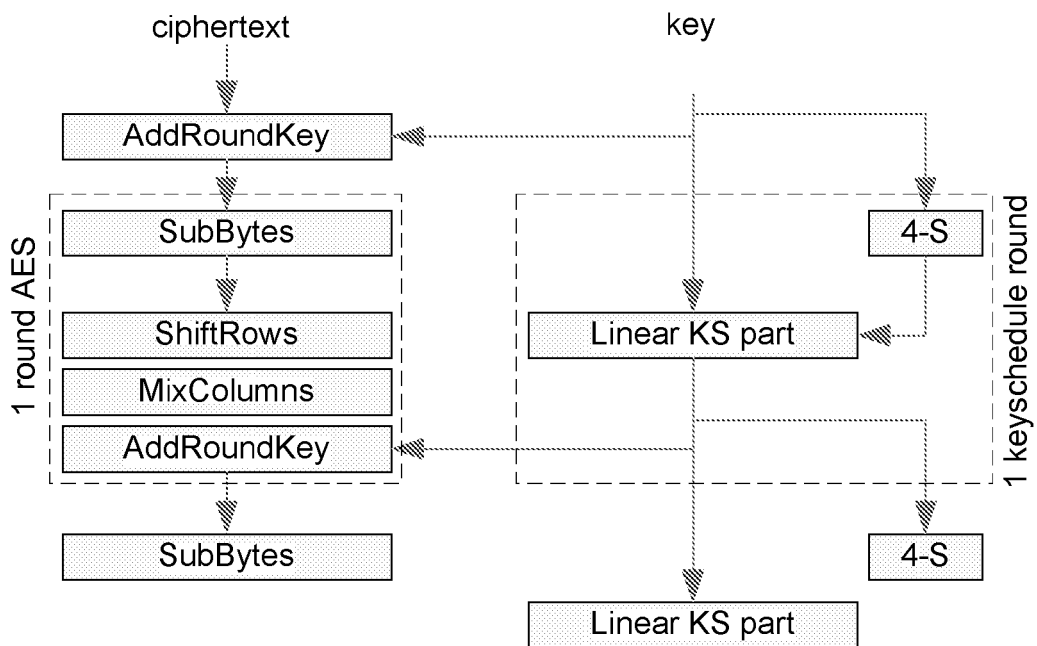 ciphertext
key
AddRoundKey
SubBytes
4-S
ShiftRows
Linear KS part
MixColumns
AddRoundKey
1 round AES
1 keyschedule round
SubBytes
4-S
Linear KS part